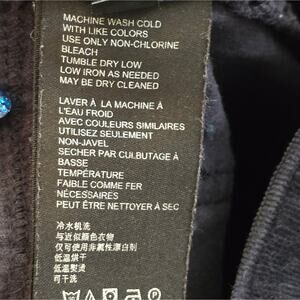 MACHINE WASH COLD
WITH LIKE COLORS
USE ONLY NON-CHLORINE
BLEACH
TUMBLE DRY LOW
LOW IRON AS NEEDED
MAY BE DRY CLEANED
LAVER À LA MACHINE À
L'EAU FROID
AVEC COULEURS SIMILAIRES
UTILISEZ SEULEMENT
NON-JAVEL
SECHER PAR CULBUTAGE À
BASSE
TEMPÉRATURE
FAIBLE COMME FER
NÉCESSAIRES
PEUT ÊTRE NETTOYER À SEC
冷水机洗
与近似颜色衣物
仅可使用非氯性漂白剂
低温烘干
低温熨烫
可干洗